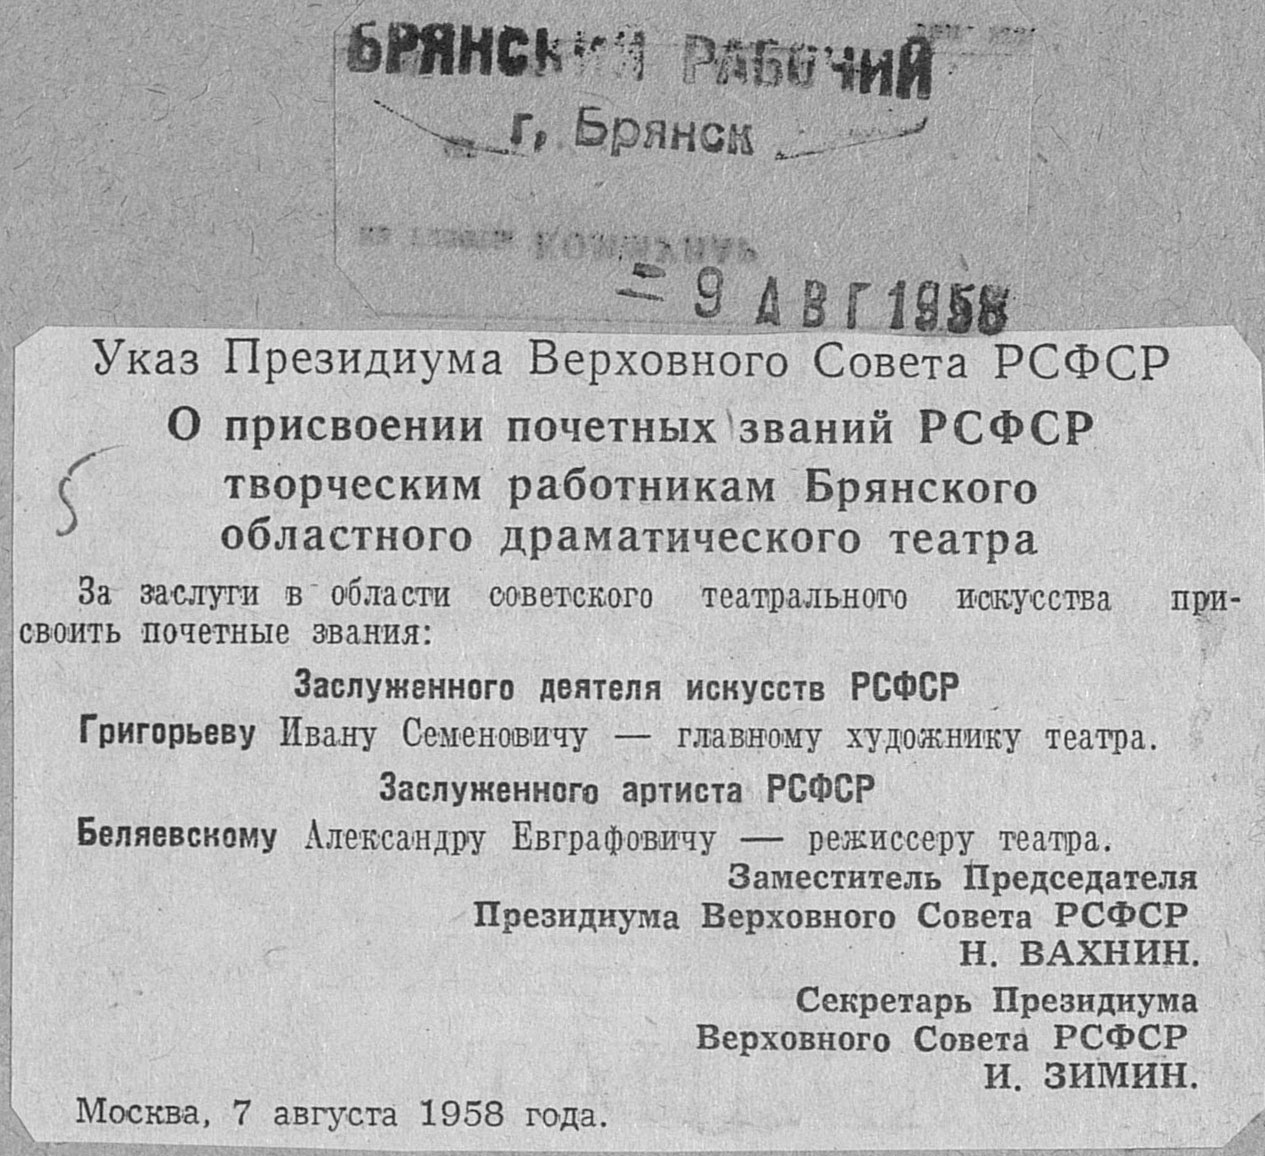 БРЯНСКИЙ РАБОЧИЙ
г. Брянск
= 9 АВГ 1958
Указ Президиума Верховного Совета РСФСР
О присвоении почетных званий РСФСР
творческим работникам Брянского
областного драматического театра
За заслуги в области советского театрального искусства при-
своить почетные звания:
Заслуженного деятеля искусств РСФСР
Григорьеву Ивану Семеновичу — главному художнику театра.
Заслуженного артиста РСФСР
Беляевскому Александру Евграфовичу — режиссеру театра.
Заместитель Председателя
Президиума Верховного Совета РСФСР
Н. ВАХНИН.
Секретарь Президиума
Верховного Совета РСФСР
И. ЗИМИН.
Москва, 7 августа 1958 года.